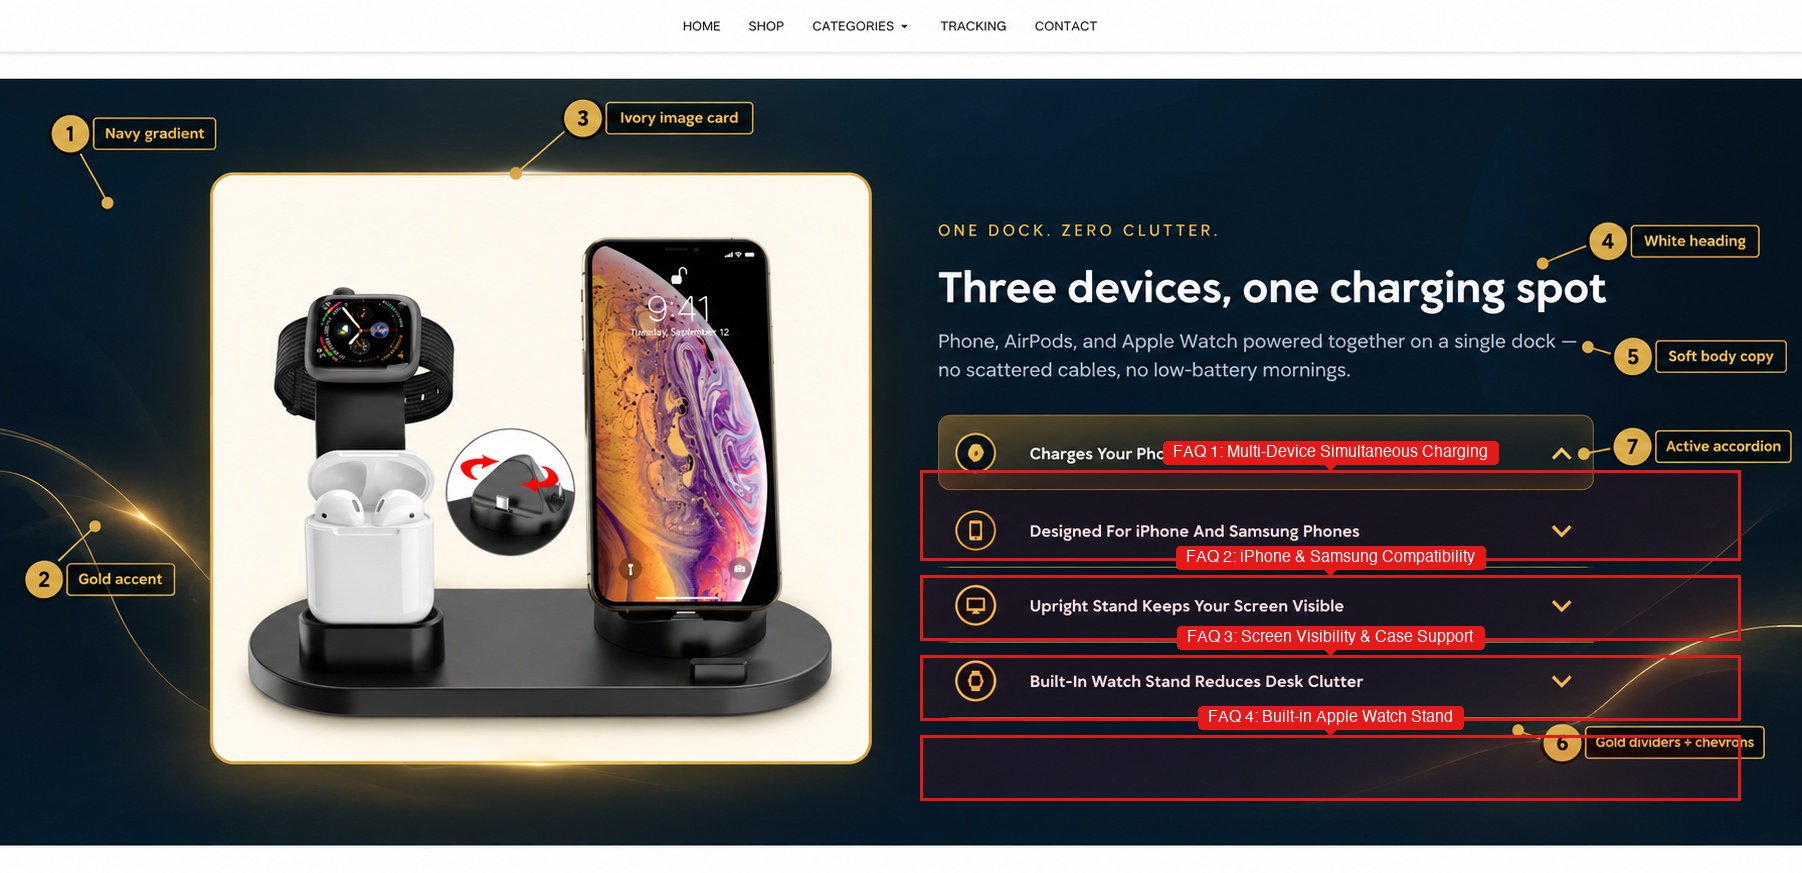 HOME SHOP CATEGORIES TRACKING CONTACT
1 Navy gradient
3 Ivory image card
ONE DOCK. ZERO CLUTTER.
4 White heading
Three devices, one charging spot
Phone, AirPods, and Apple Watch powered together on a single dock —
no scattered cables, no low-battery mornings.
5 Soft body copy
9:41
Tuesday, September 12
Charges Your Pho
FAQ 1: Multi-Device Simultaneous Charging
7 Active accordion
Designed For iPhone And Samsung Phones
FAQ 2: iPhone & Samsung Compatibility
2 Gold accent
Upright Stand Keeps Your Screen Visible
FAQ 3: Screen Visibility & Case Support
Built-In Watch Stand Reduces Desk Clutter
FAQ 4: Built-in Apple Watch Stand
6 Gold dividers + chevrons